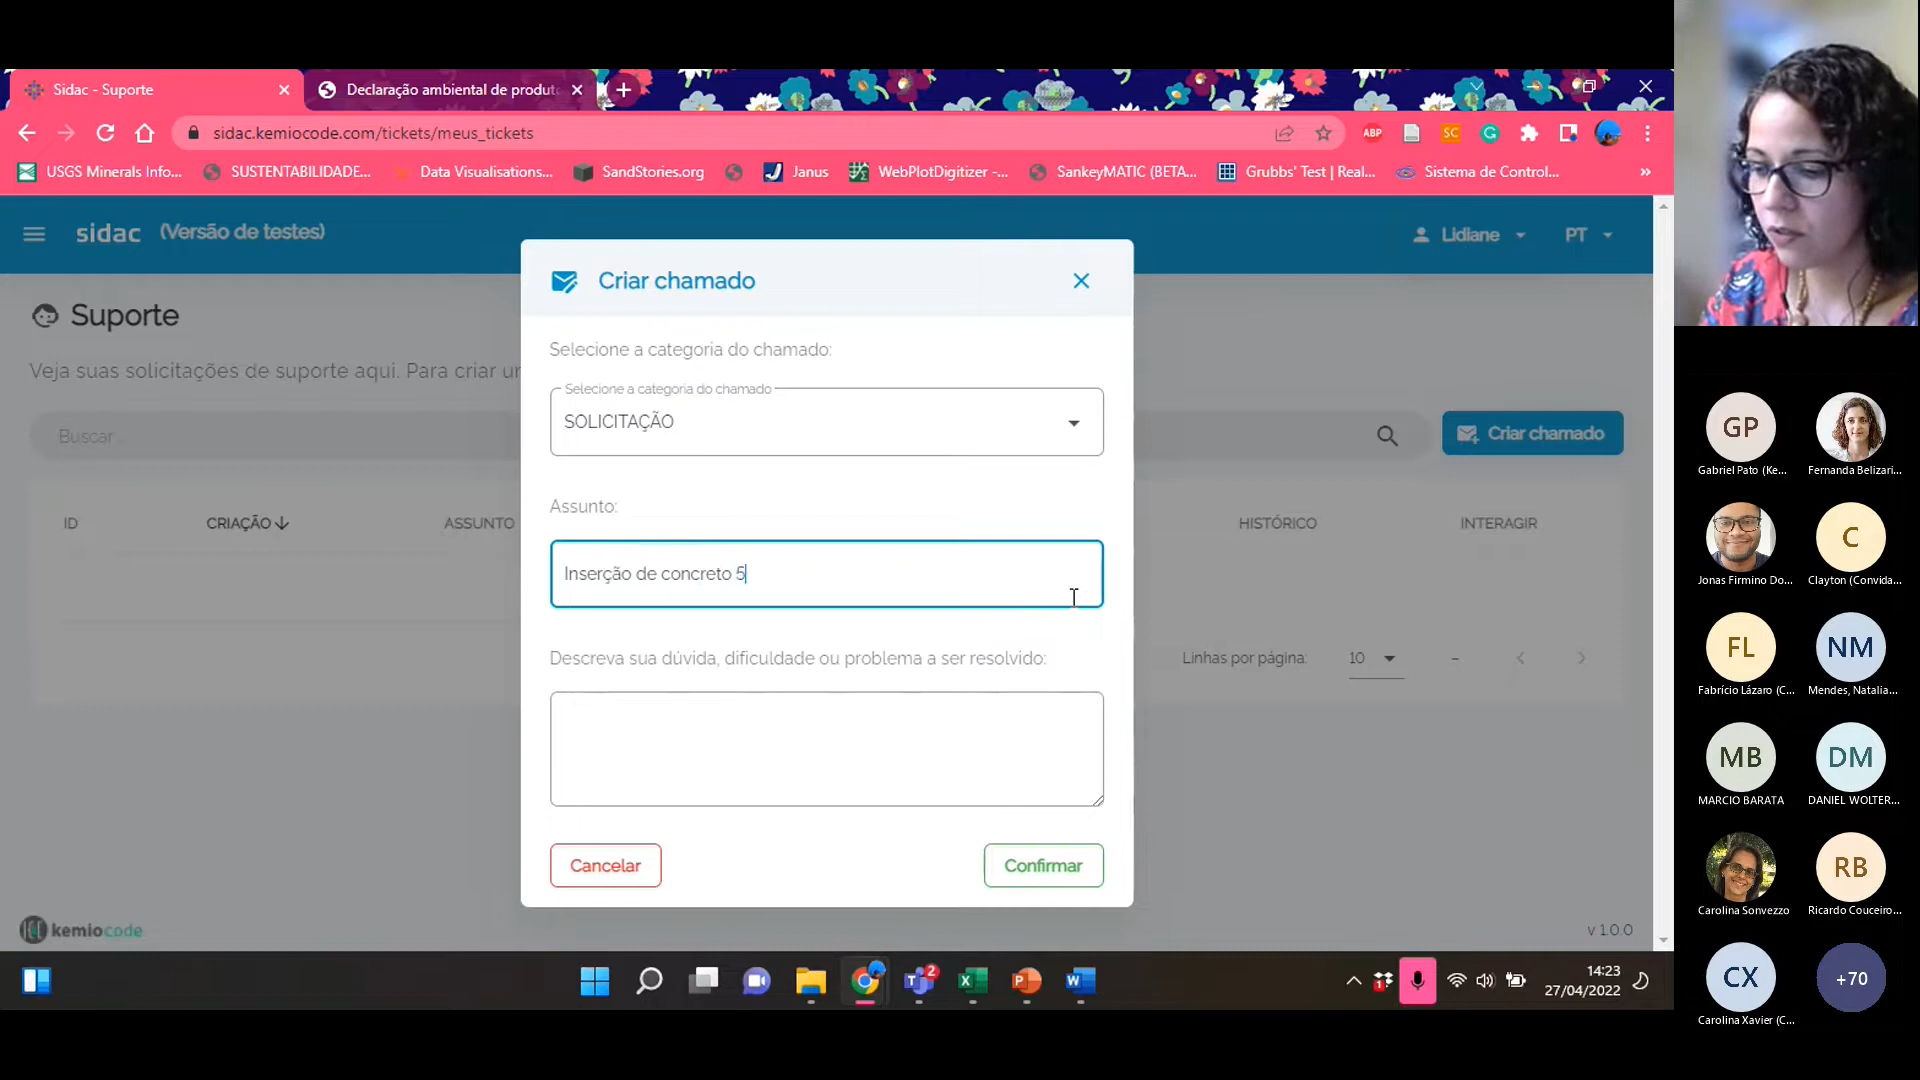 Sidac - Suporte
Declaração ambiental de produt
sidac.kemiocode.com/tickets/meus_tickets
ABP
SC
USGS Minerals Info...
SUSTENTABILIDADE...
Data Visualisations...
SandStories.org
Janus
WebPlotDigitizer -...
SankeyMATIC (BETA...
Grubbs' Test | Real...
Sistema de Control...
»
sidac (Versão de testes)
Lidiane
PT
Suporte
Veja suas solicitações de suporte aqui. Para criar ur
Buscar...
Criar chamado
ID
CRIAÇÃO
ASSUNTO
HISTÓRICO
INTERAGIR
Linhas por página:
10
–
Criar chamado
Selecione a categoria do chamado:
Selecione a categoria do chamado
SOLICITAÇÃO
Assunto:
Inserção de concreto 5
Descreva sua dúvida, dificuldade ou problema a ser resolvido:
Cancelar
Confirmar
kemiocode
v 1.0.0
2
1
14:23
27/04/2022
GP
Gabriel Pato (Ke...
Fernanda Belizari...
Jonas Firmino Do...
C
Clayton (Convida...
FL
Fabrício Lázaro (C...
NM
Mendes, Natalia...
MB
MARCIO BARATA
DM
DANIEL WOLTER...
Carolina Sonvezzo
RB
Ricardo Couceiro...
CX
Carolina Xavier (C...
+70